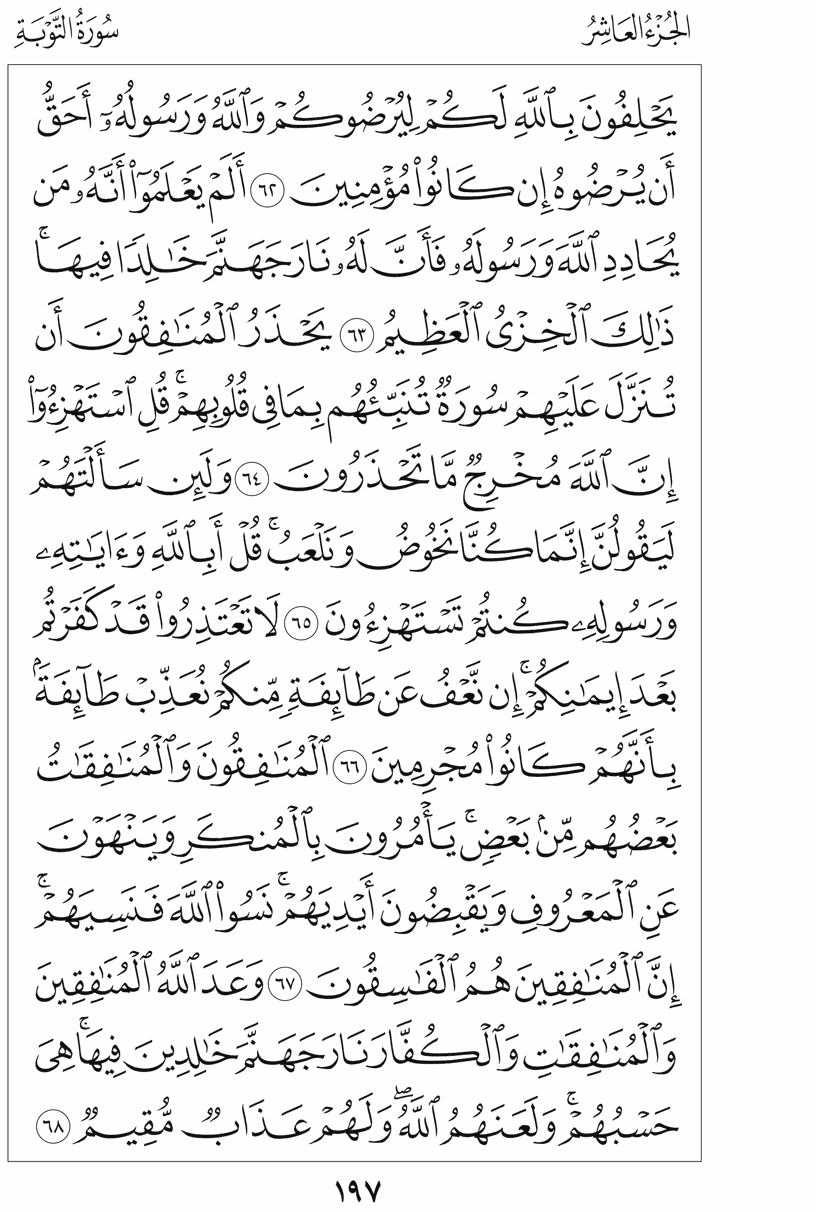 الجُزْءُ العَاشِرُ
سُورَةُ التَّوْبَةِ
يَحْلِفُونَ بِٱللَّهِ لَكُمْ لِيُرْضُوكُمْ وَٱللَّهُ وَرَسُولُهُۥٓ أَحَقُّ
أَن يُرْضُوهُ إِن كَانُوا۟ مُؤْمِنِينَ ٦٢ أَلَمْ يَعْلَمُوٓا۟ أَنَّهُۥ مَن
يُحَادِدِ ٱللَّهَ وَرَسُولَهُۥ فَأَنَّ لَهُۥ نَارَ جَهَنَّمَ خَـٰلِدًا فِيهَا ۚ
ذَٰلِكَ ٱلْخِزْىُ ٱلْعَظِيمُ ٦٣ يَحْذَرُ ٱلْمُنَـٰفِقُونَ أَن
تُنَزَّلَ عَلَيْهِمْ سُورَةٌ تُنَبِّئُهُم بِمَا فِى قُلُوبِهِمْ ۚ قُلِ ٱسْتَهْزِءُوٓا۟
إِنَّ ٱللَّهَ مُخْرِجٌ مَّا تَحْذَرُونَ ٦٤ وَلَئِن سَأَلْتَهُمْ
لَيَقُولُنَّ إِنَّمَا كُنَّا نَخُوضُ وَنَلْعَبُ ۚ قُلْ أَبِٱللَّهِ وَءَايَـٰتِهِۦ
وَرَسُولِهِۦ كُنتُمْ تَسْتَهْزِءُونَ ٦٥ لَا تَعْتَذِرُوا۟ قَدْ كَفَرْتُم
بَعْدَ إِيمَـٰنِكُمْ ۚ إِن نَّعْفُ عَن طَآئِفَةٍ مِّنكُمْ نُعَذِّبْ طَآئِفَةًۢ
بِأَنَّهُمْ كَانُوا۟ مُجْرِمِينَ ٦٦ ٱلْمُنَـٰفِقُونَ وَٱلْمُنَـٰفِقَـٰتُ
بَعْضُهُم مِّنۢ بَعْضٍ ۚ يَأْمُرُونَ بِٱلْمُنكَرِ وَيَنْهَوْنَ
عَنِ ٱلْمَعْرُوفِ وَيَقْبِضُونَ أَيْدِيَهُمْ ۚ نَسُوا۟ ٱللَّهَ فَنَسِيَهُمْ ۚ
إِنَّ ٱلْمُنَـٰفِقِينَ هُمُ ٱلْفَـٰسِقُونَ ٦٧ وَعَدَ ٱللَّهُ ٱلْمُنَـٰفِقِينَ
وَٱلْمُنَـٰفِقَـٰتِ وَٱلْكُفَّارَ نَارَ جَهَنَّمَ خَـٰلِدِينَ فِيهَا ۚ هِىَ
حَسْبُهُمْ ۚ وَلَعَنَهُمُ ٱللَّهُ ۖ وَلَهُمْ عَذَابٌ مُّقِيمٌ ٦٨
١٩٧